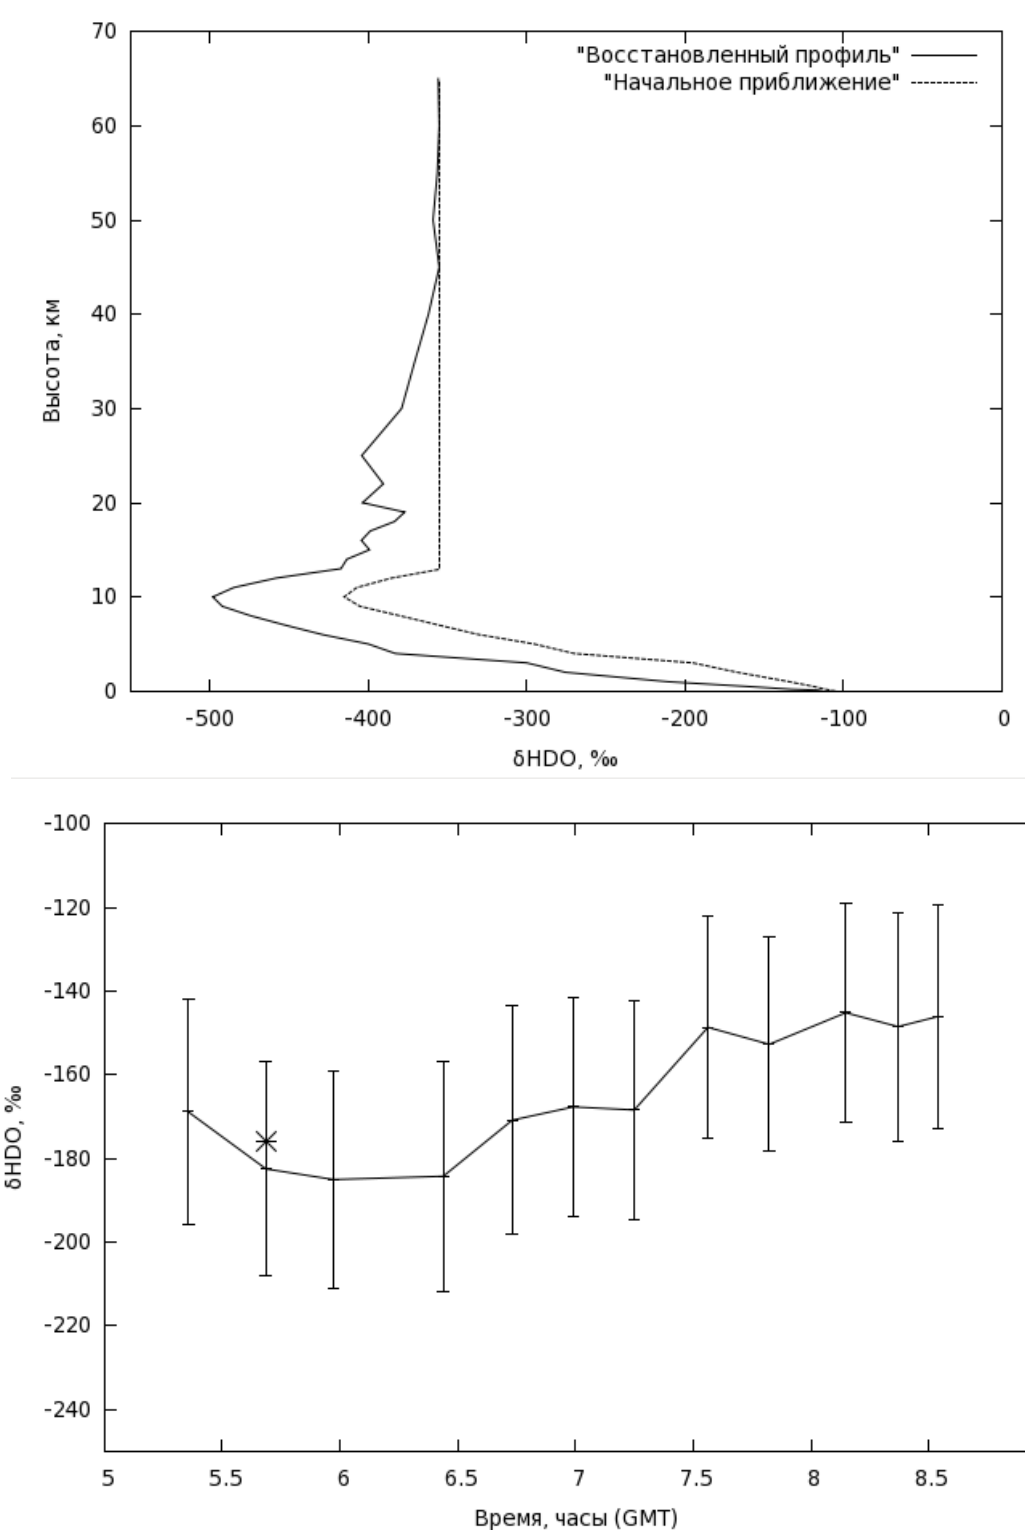 70
"Восстановленный профиль"
"Начальное приближение"
60
50
40
Высота, км
30
20
10
0
-500 -400 -300 -200 -100 0
δHDO, ‰
-100
-120
-140
-160
δHDO, ‰
-180
-200
-220
-240
5 5.5 6 6.5 7 7.5 8 8.5
Время, часы (GMT)